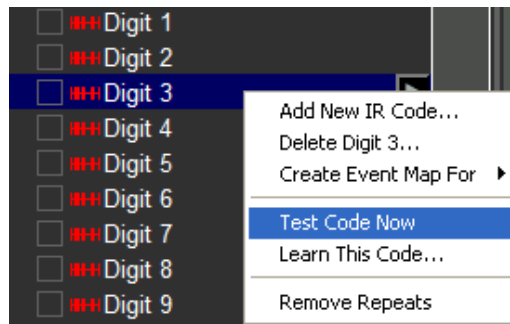 Digit 1
Digit 2
Digit 3
Digit 4
Digit 5
Digit 6
Digit 7
Digit 8
Digit 9
Add New IR Code...
Delete Digit 3...
Create Event Map For
Test Code Now
Learn This Code...
Remove Repeats